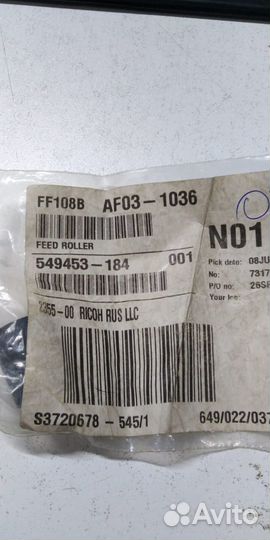 FF108B AF03-1036
FEED ROLLER
N01
549453-184 001
Pick date: 08JU
No: 7317
P/O no: 26SE
Your loc:
2355-00 RICOH RUS LLC
S3720678 - 545/1 649/022/037
Avito